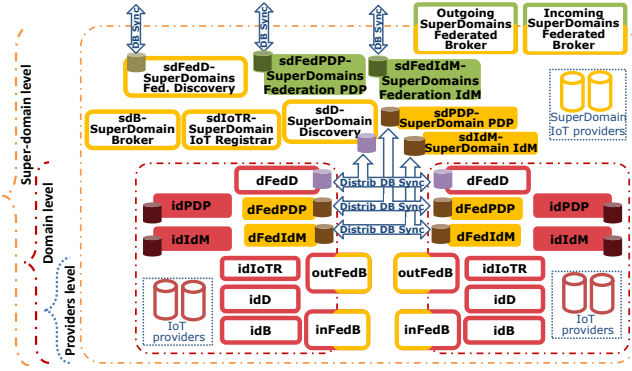 Super-domain level
Domain level
Providers level
DB Sync
DB Sync
DB Sync
Outgoing
SuperDomains
Federated
Broker
Incoming
SuperDomains
Federated
Broker
sdFedD-
SuperDomains
Fed. Discovery
sdFedPDP-
SuperDomains
Federation PDP
sdFedIdM-
SuperDomains
Federation IdM
sdB-
SuperDomain
Broker
sdIoTR-
SuperDomain
IoT Registrar
sdD-
SuperDomain
Discovery
sdPDP-
SuperDomain PDP
sdIdM-
SuperDomain IdM
SuperDomain
IoT providers
dFedD
Distrib DB Sync
dFedD
idPDP
dFedPDP
Distrib DB Sync
dFedPDP
idPDP
idIdM
dFedIdM
Distrib DB Sync
dFedIdM
idIdM
idIoTR
outFedB
outFedB
idIoTR
idD
idD
IoT
providers
idB
inFedB
inFedB
idB
IoT
providers